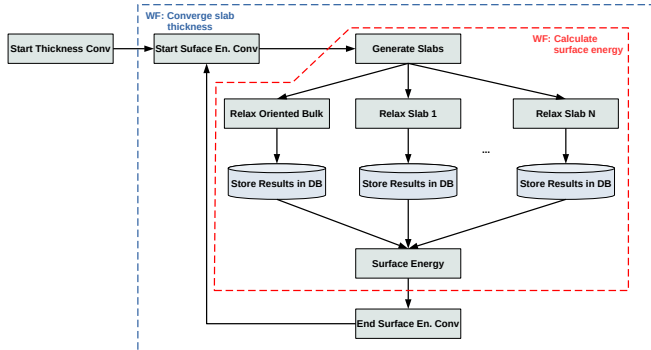 WF: Converge slab
thickness
WF: Calculate
surface energy
Start Thickness Conv
Start Suface En. Conv
Generate Slabs
Relax Oriented Bulk
Relax Slab 1
Relax Slab N
...
Store Results in DB
Store Results in DB
Store Results in DB
Surface Energy
End Surface En. Conv